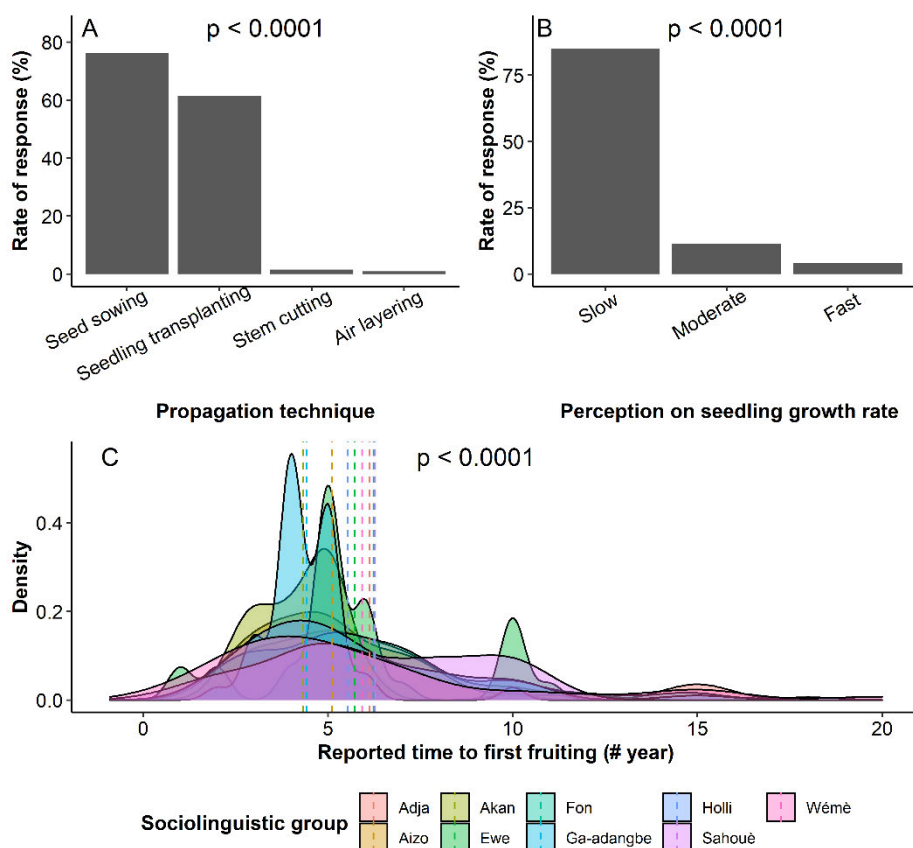 A
p < 0.0001
Rate of response (%)
80
60
40
20
0
Seed sowing
Seedling transplanting
Stem cutting
Air layering
Propagation technique
B
p < 0.0001
Rate of response (%)
75
50
25
0
Slow
Moderate
Fast
Perception on seedling growth rate
C
p < 0.0001
Density
0.4
0.2
0.0
0
5
10
15
20
Reported time to first fruiting (# year)
Sociolinguistic group
Adja
Akan
Fon
Holli
Wémè
Aizo
Ewe
Ga-adangbe
Sahouè